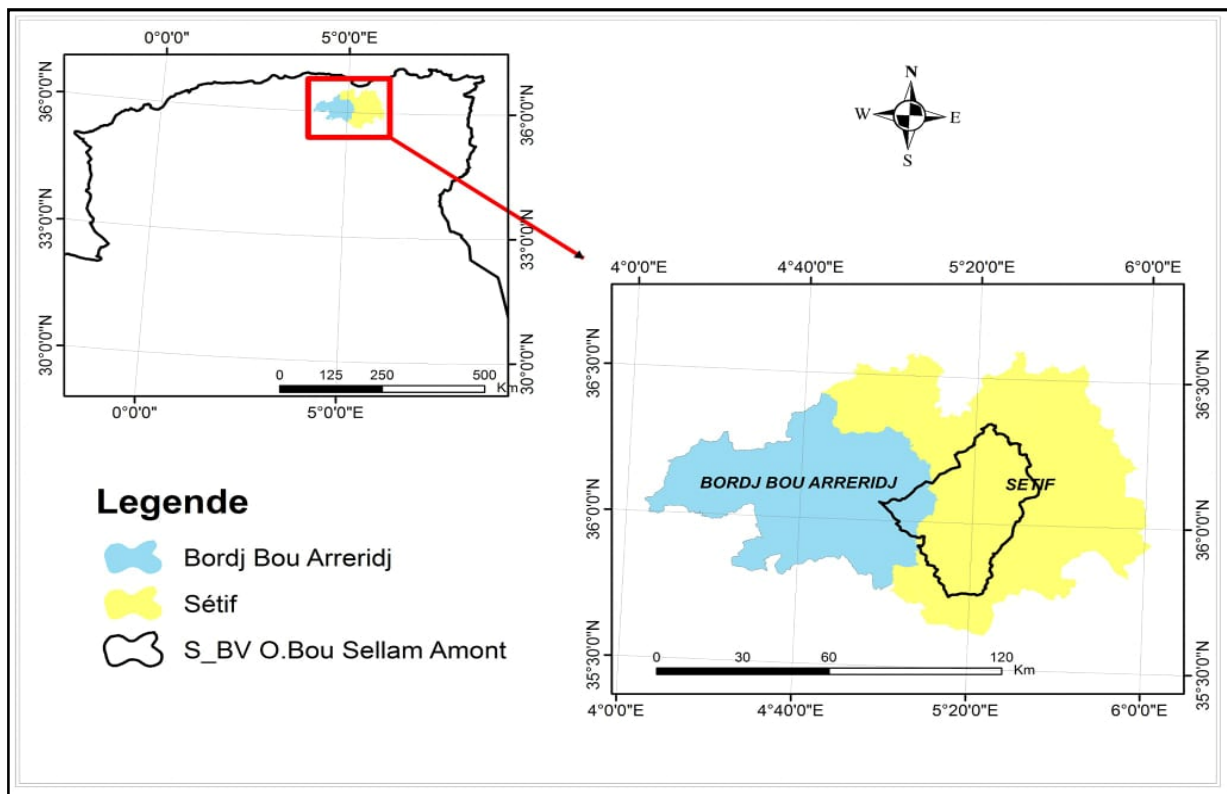 0°0'0"
5°0'0"E
36°0'0"N
36°0'0"N
33°0'0"N
33°0'0"N
30°0'0"N
30°0'0"N
0 125 250 500
Km
0°0'0"
5°0'0"E
N
W E
S
4°0'0"E 4°40'0"E 5°20'0"E 6°0'0"E
36°30'0"N
36°30'0"N
BORDJ BOU ARRERIDJ
SETIF
36°0'0"N
36°0'0"N
35°30'0"N
35°30'0"N
0 30 60 120
Km
4°0'0"E 4°40'0"E 5°20'0"E 6°0'0"E
Legende
Bordj Bou Arreridj
Sétif
S_BV O.Bou Sellam Amont